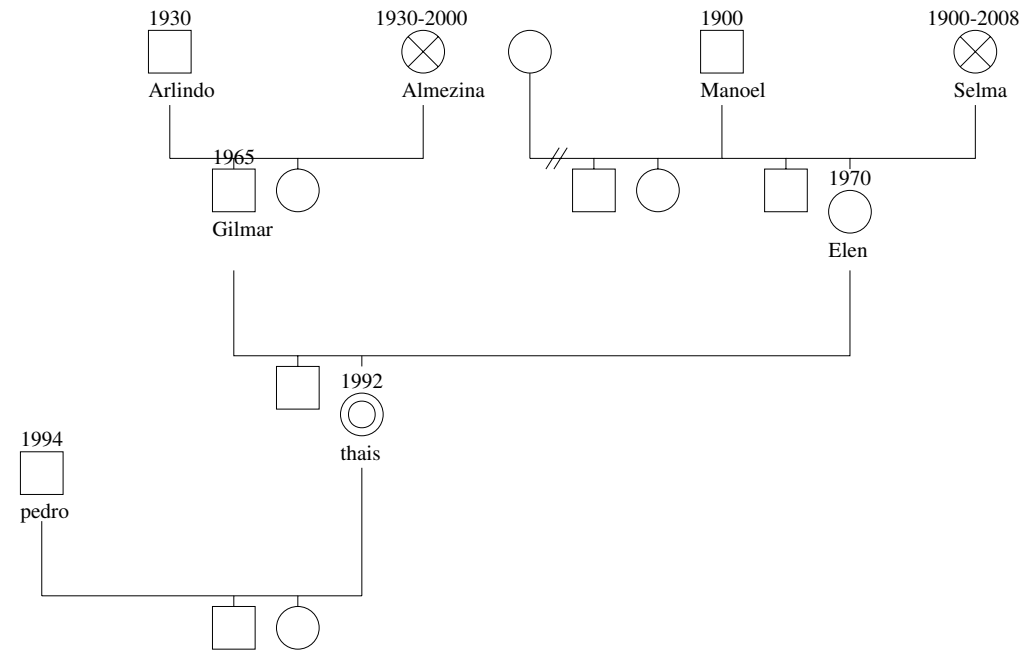 1930
1930-2000
1900
1900-2008
Arlindo
Almezina
Manoel
Selma
1965
1970
Gilmar
Elen
1992
thais
1994
pedro